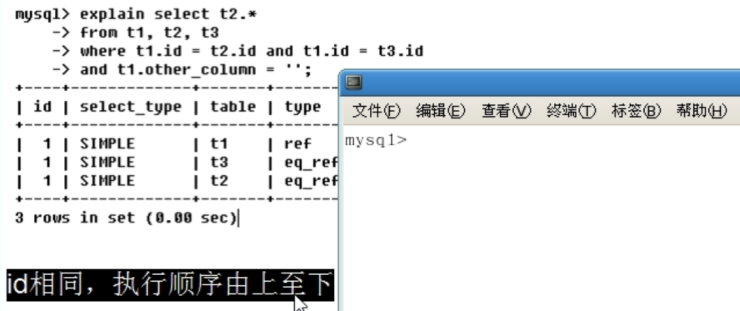 mysql> explain select t2.*
-> from t1, t2, t3
-> where t1.id = t2.id and t1.id = t3.id
-> and t1.other_column = '';
| id | select_type | table | type
| 1 | SIMPLE | t1 | ref
| 1 | SIMPLE | t3 | eq_ref
| 1 | SIMPLE | t2 | eq_ref
3 rows in set (0.00 sec)
id相同，执行顺序由上至下
文件(F) 编辑(E) 查看(V) 终端(T) 标签(B) 帮助(H)
mysql>